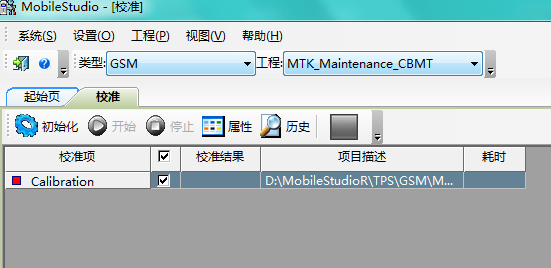 MobileStudio - [校准]
系统(S) 设置(O) 工程(P) 视图(V) 帮助(H)
类型: GSM 工程: MTK_Maintenance_CBMT
起始页 校准
初始化 开始 停止 属性 历史
校准项 校准结果 项目描述 耗时
Calibration D:\MobileStudioR\TPS\GSM\M...